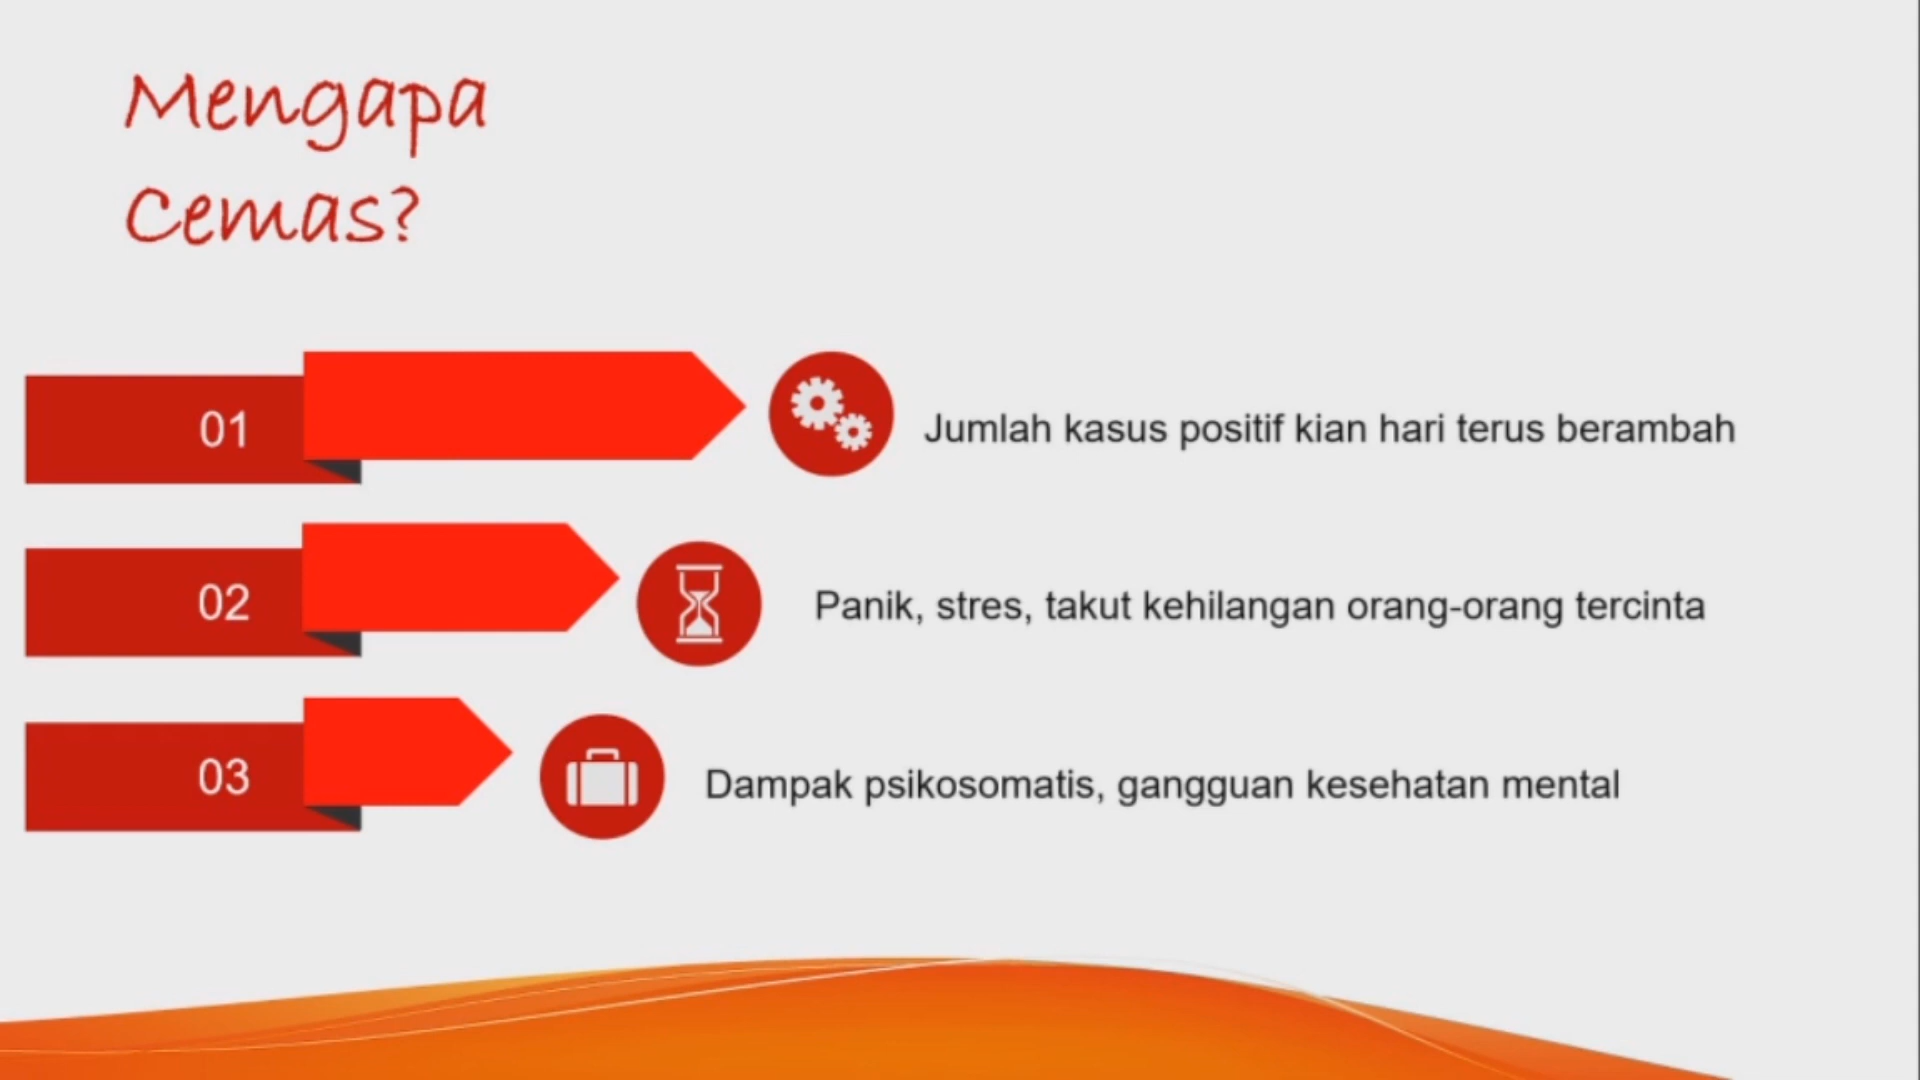 Mengapa
Cemas?
01
Jumlah kasus positif kian hari terus berambah
02
Panik, stres, takut kehilangan orang-orang tercinta
03
Dampak psikosomatis, gangguan kesehatan mental